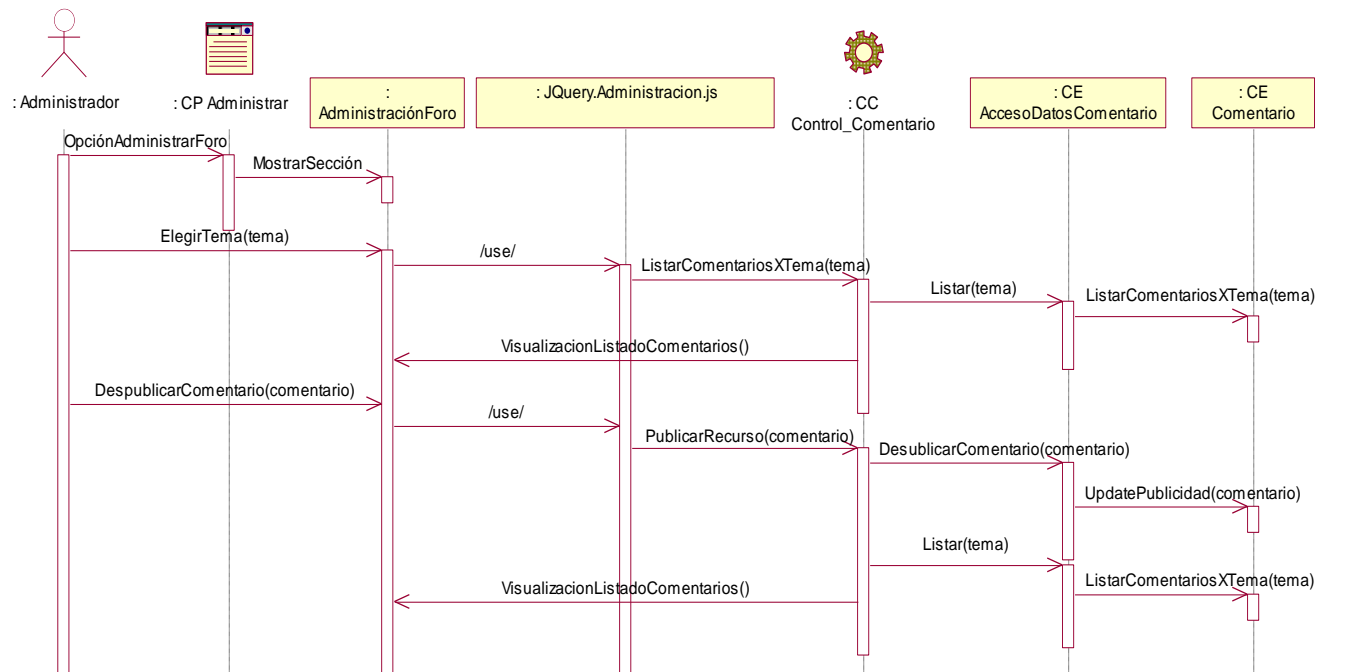 : Administrador
: CP Administrar
:
AdministraciónForo
: JQuery.Administracion.js
: CC
Control_Comentario
: CE
AccesoDatosComentario
: CE
Comentario
OpciónAdministrarForo
MostrarSección
ElegirTema(tema)
/use/
ListarComentariosXTema(tema)
Listar(tema)
ListarComentariosXTema(tema)
VisualizacionListadoComentarios()
DespublicarComentario(comentario)
/use/
PublicarRecurso(comentario)
DesublicarComentario(comentario)
UpdatePublicidad(comentario)
Listar(tema)
ListarComentariosXTema(tema)
VisualizacionListadoComentarios()